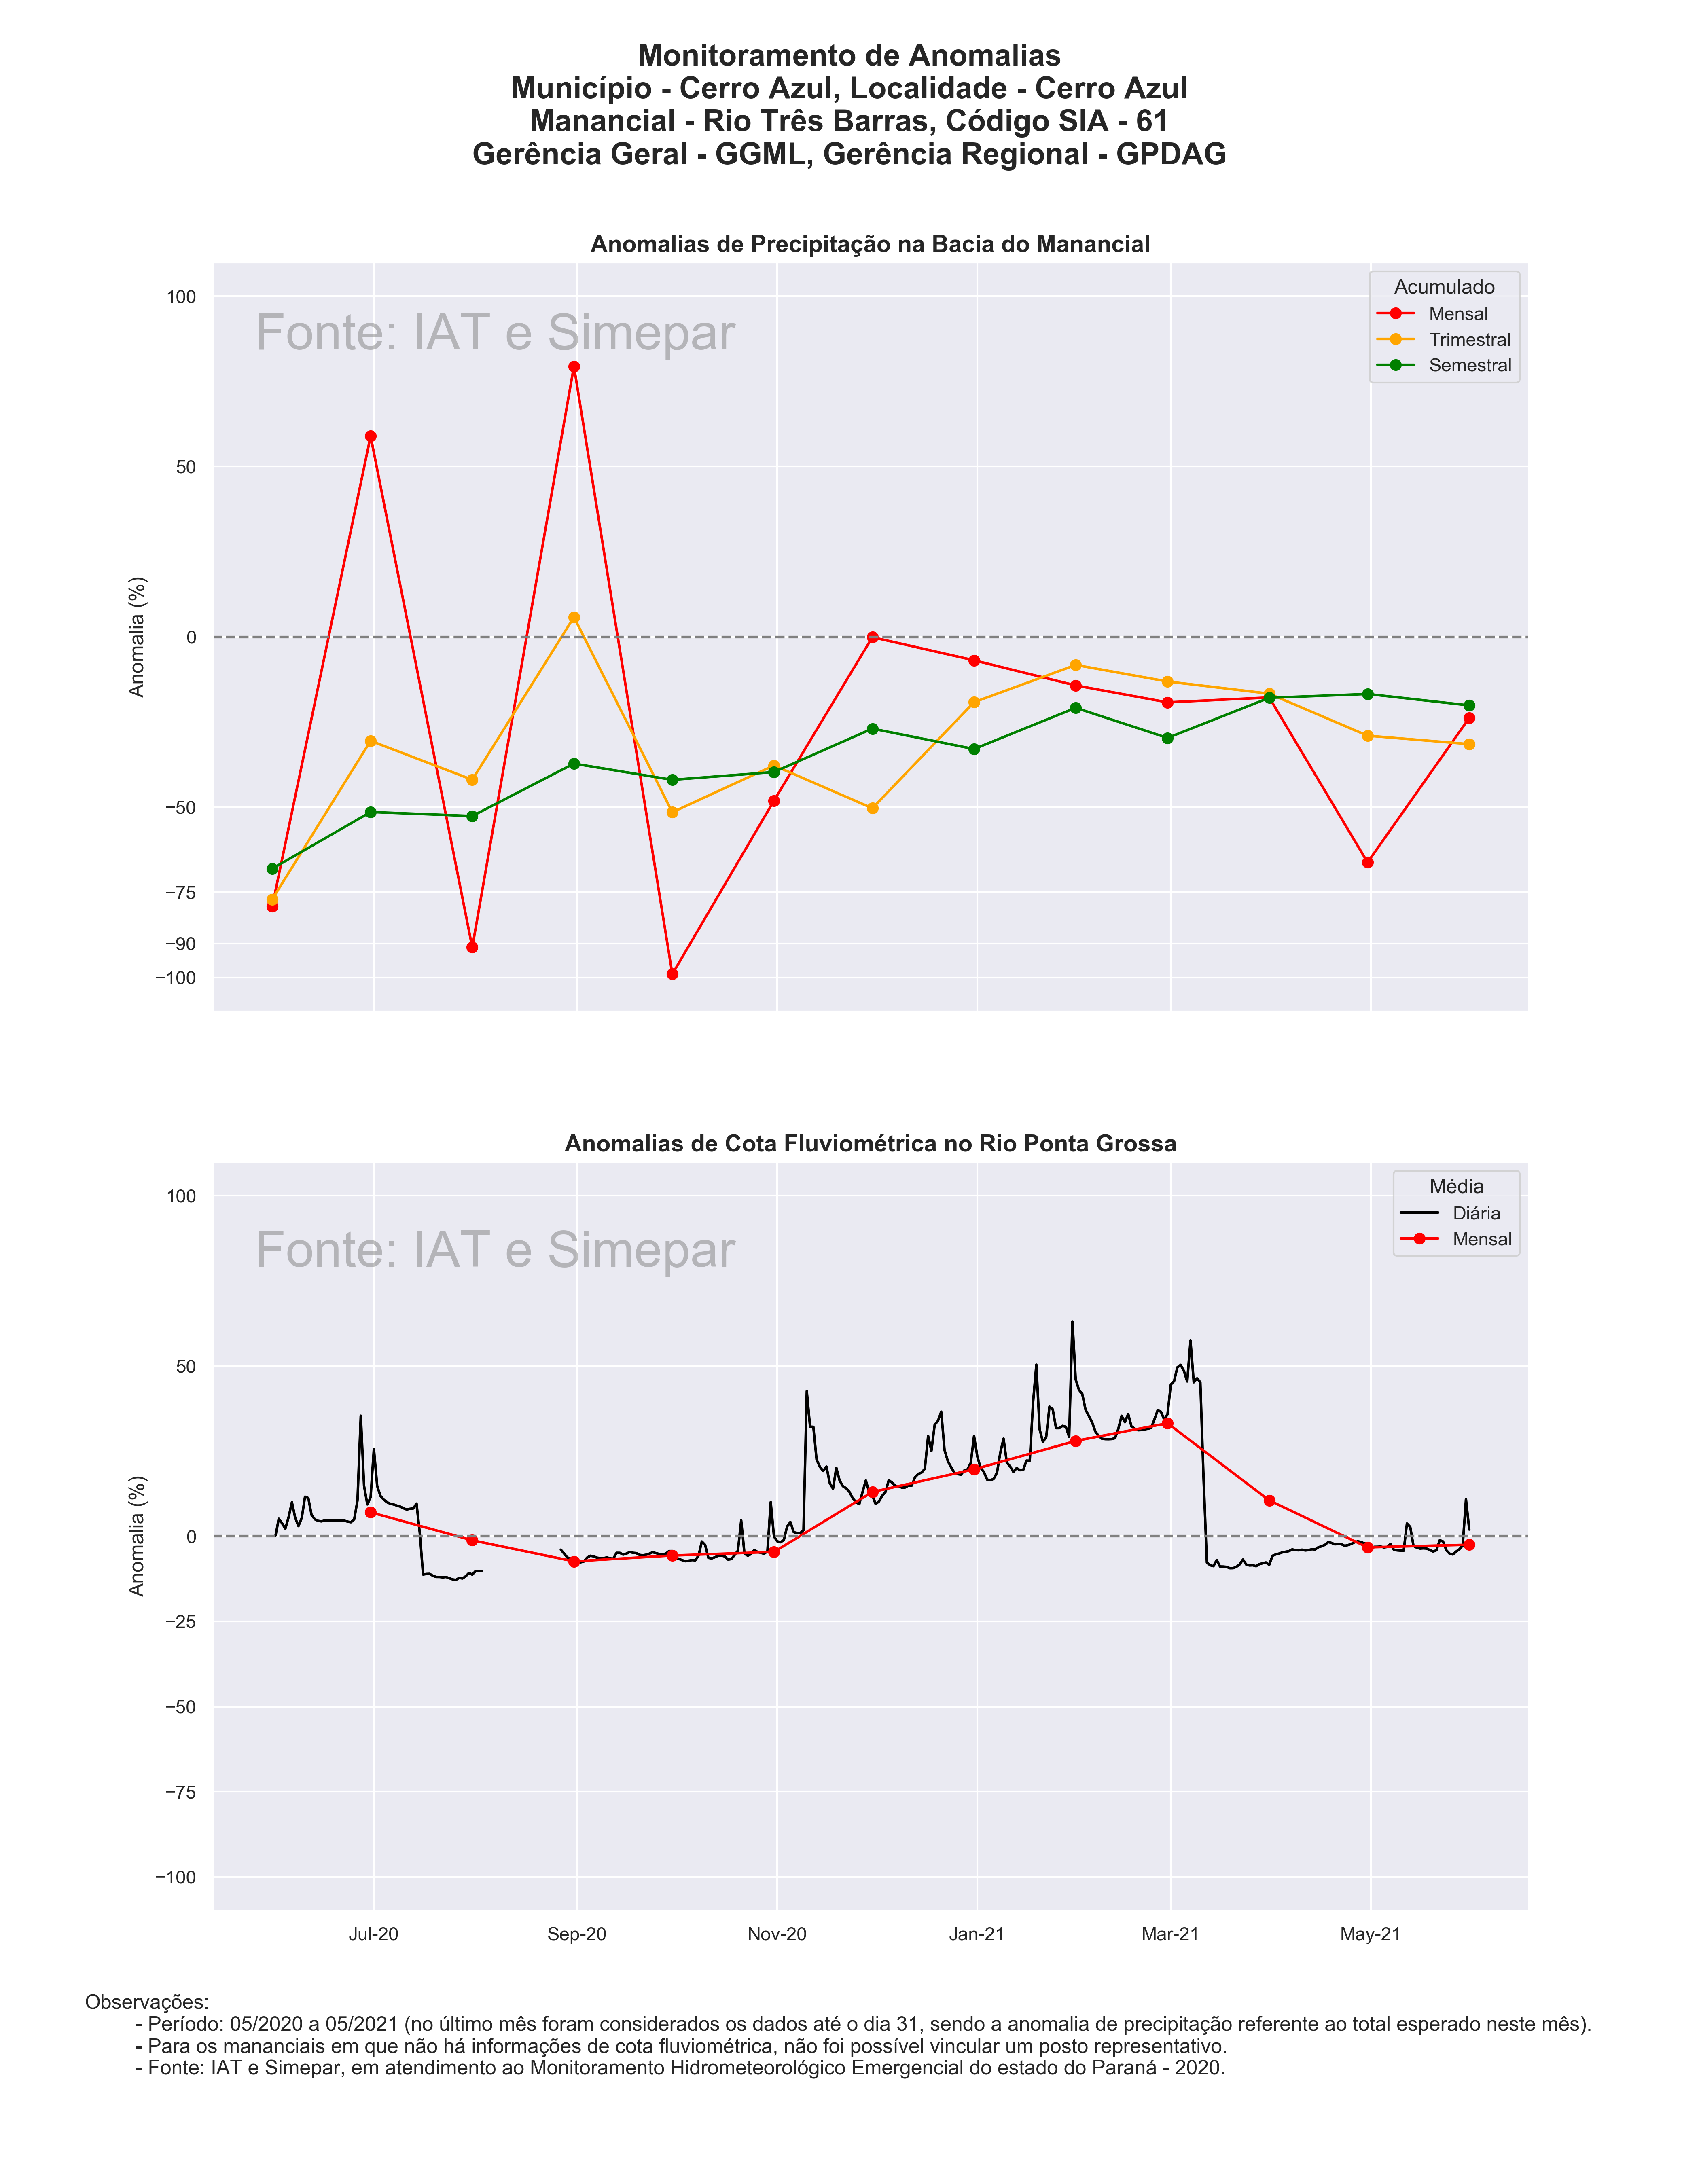 Monitoramento de Anomalias
Município - Cerro Azul, Localidade - Cerro Azul
Manancial - Rio Três Barras, Código SIA - 61
Gerência Geral - GGML, Gerência Regional - GPDAG
Anomalias de Precipitação na Bacia do Manancial
Fonte: IAT e Simepar
Acumulado
Mensal
Trimestral
Semestral
Anomalia (%)
100
50
0
−50
−75
−90
−100
Anomalias de Cota Fluviométrica no Rio Ponta Grossa
Fonte: IAT e Simepar
Média
Diária
Mensal
Anomalia (%)
100
50
0
−25
−50
−75
−100
Jul-20 Sep-20 Nov-20 Jan-21 Mar-21 May-21
Observações:
- Período: 05/2020 a 05/2021 (no último mês foram considerados os dados até o dia 31, sendo a anomalia de precipitação referente ao total esperado neste mês).
- Para os mananciais em que não há informações de cota fluviométrica, não foi possível vincular um posto representativo.
- Fonte: IAT e Simepar, em atendimento ao Monitoramento Hidrometeorológico Emergencial do estado do Paraná - 2020.